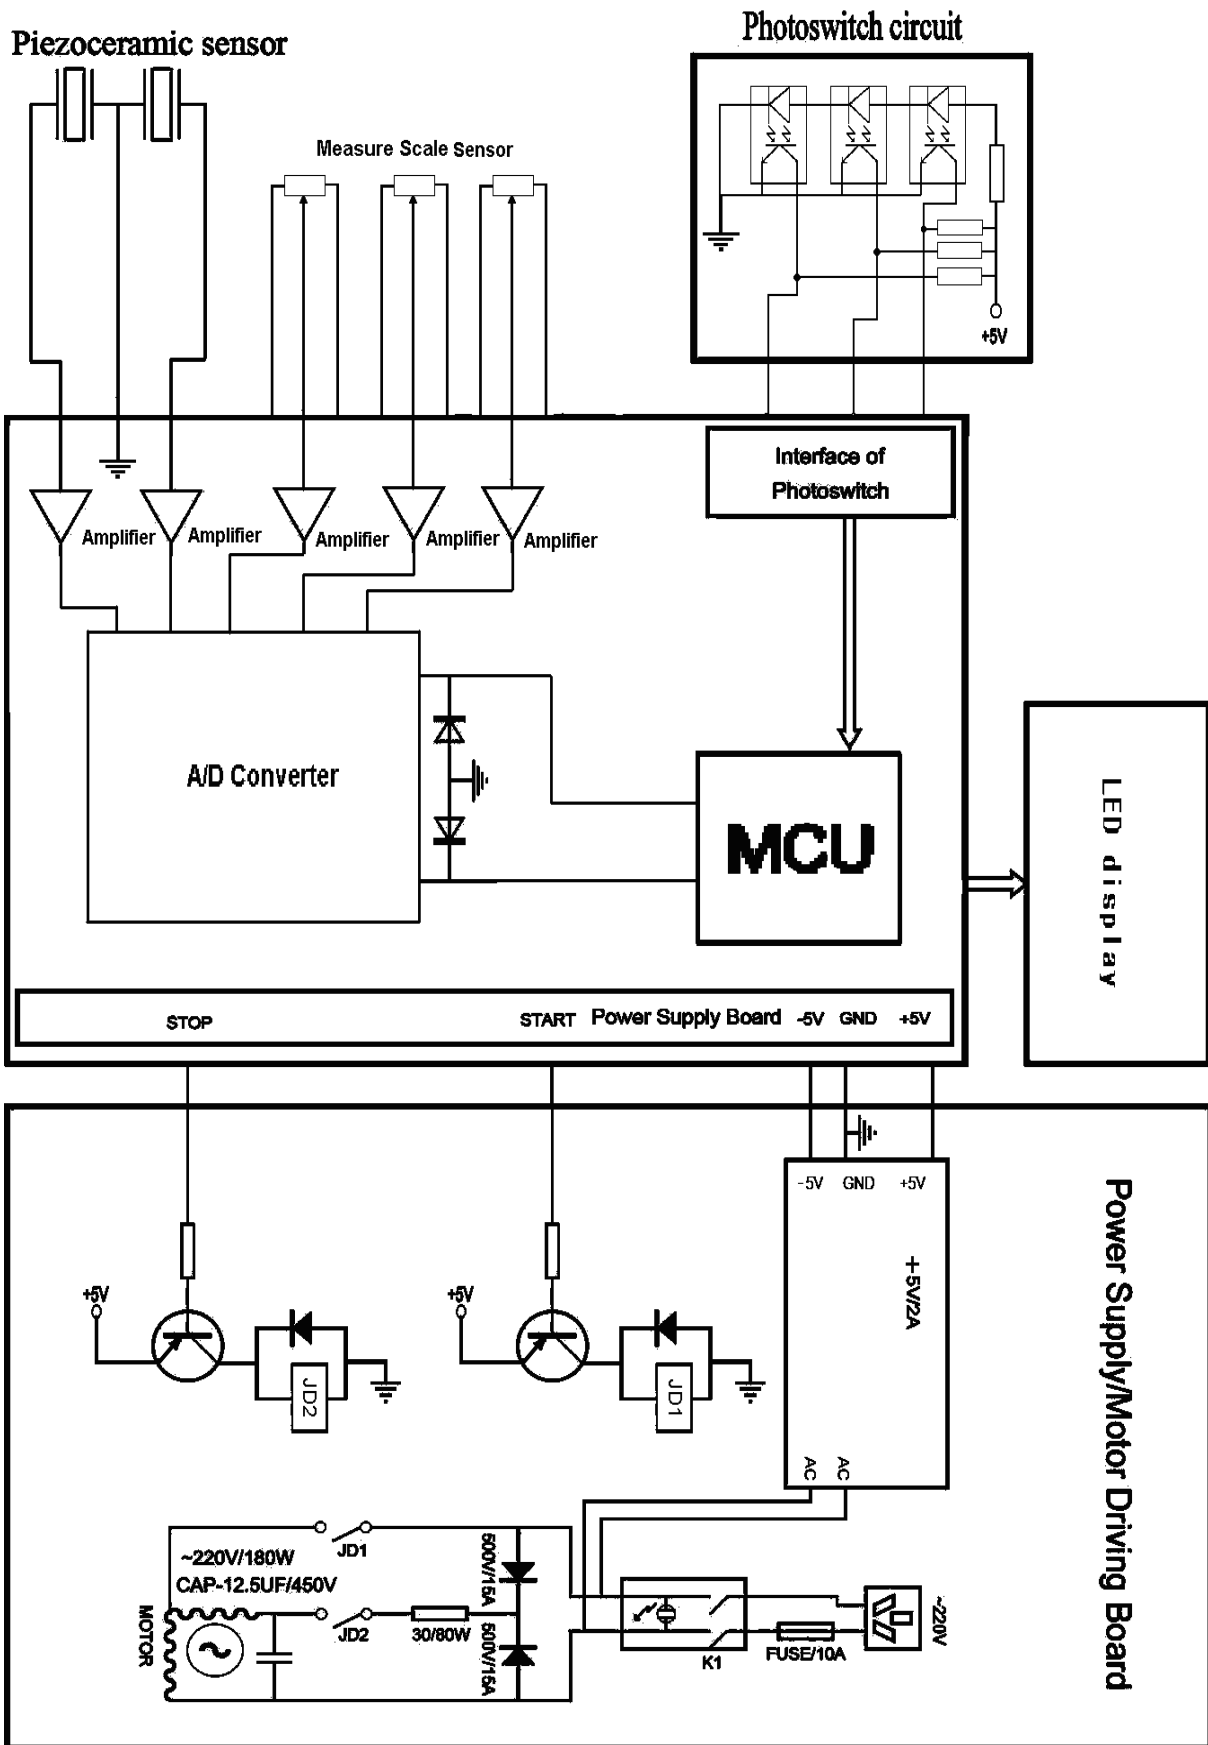 Photoswitch circuit
Piezoceramic sensor
Measure Scale Sensor
+5V
Interface of
Photoswitch
Amplifier
Amplifier
Amplifier
Amplifier
Amplifier
A/D Converter
MCU
LED display
STOP
START
Power Supply Board
-5V
GND
+5V
-5V
GND
+5V
+5V/2A
AC
AC
Power Supply/Motor Driving Board
+5V
JD2
+5V
JD1
JD1
~220V/180W
CAP-12.5UF/450V
MOTOR
JD2
30/80W
500V/15A
500V/15A
K1
FUSE/10A
~220V